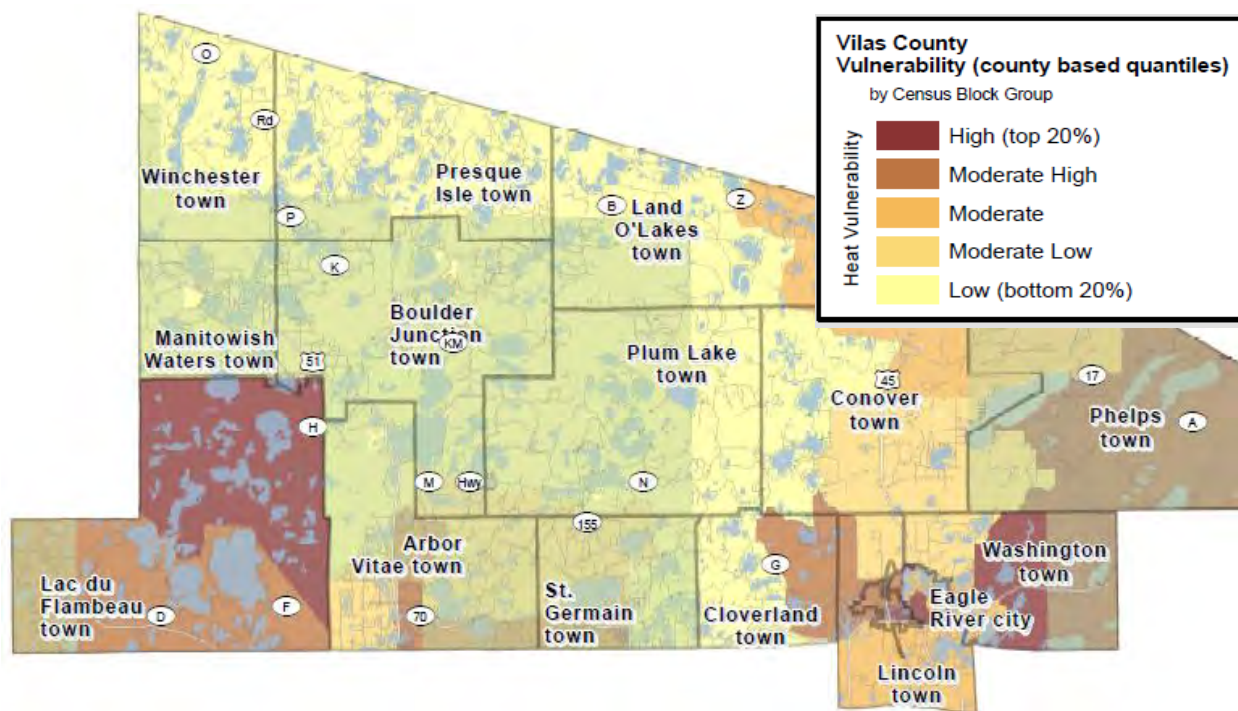 Vilas County
Vulnerability (county based quantiles)
by Census Block Group
Heat Vulnerability
High (top 20%)
Moderate High
Moderate
Moderate Low
Low (bottom 20%)
O
Rd
Winchester
town
Presque
Isle town
P
B
Z
Land
O'Lakes
town
K
Boulder
Junction
town
KM
Manitowish
Waters town
51
Plum Lake
town
45
Conover
town
17
Phelps
town
A
H
M
Hwy
N
155
Arbor
Vitae town
Lac du
Flambeau
town
D
F
70
St.
Germain
town
G
Cloverland
town
Washington
town
Eagle
River city
Lincoln
town